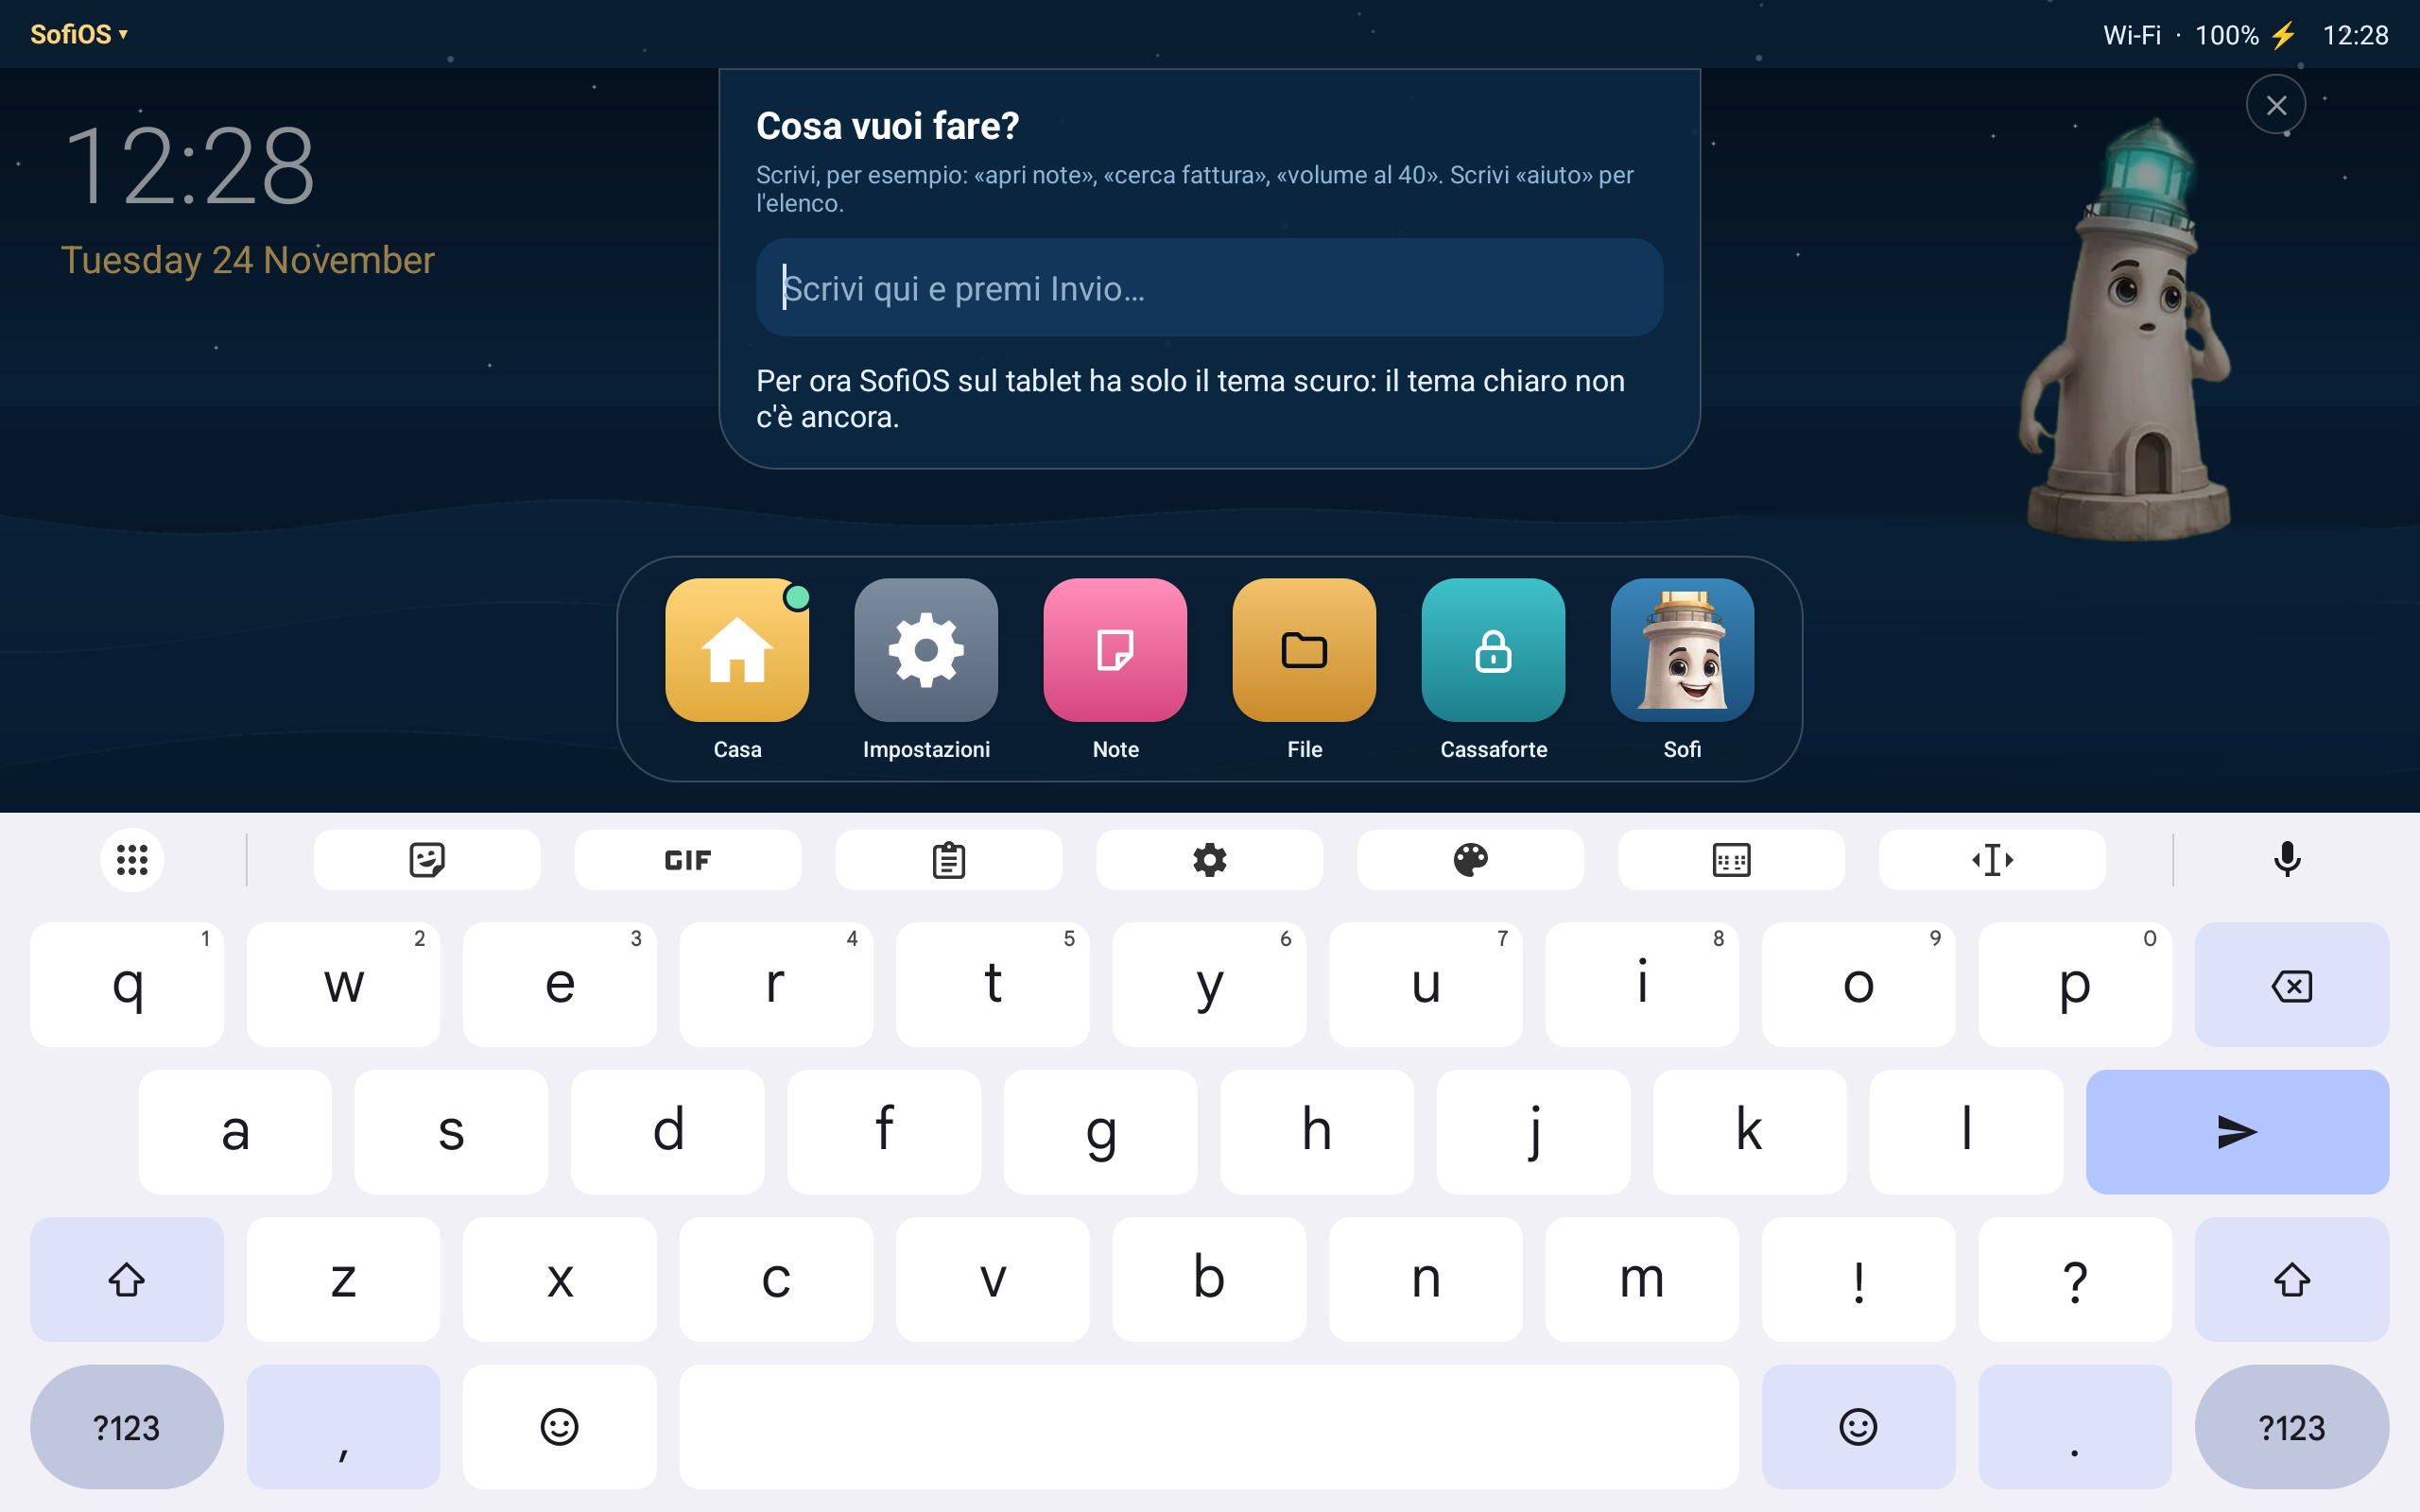 SofiOS ▾
Wi-Fi · 100% ⚡ 12:28
12:28
Tuesday 24 November
Cosa vuoi fare?
Scrivi, per esempio: «apri note», «cerca fattura», «volume al 40». Scrivi «aiuto» per
l'elenco.
Scrivi qui e premi Invio...
Per ora SofiOS sul tablet ha solo il tema scuro: il tema chiaro non
c'è ancora.
Casa Impostazioni Note File Cassaforte Sofi
GIF
q 1 w 2 e 3 r 4 t 5 y 6 u 7 i 8 o 9 p 0
a s d f g h j k l
z x c v b n m ! ?
?123 , . ?123